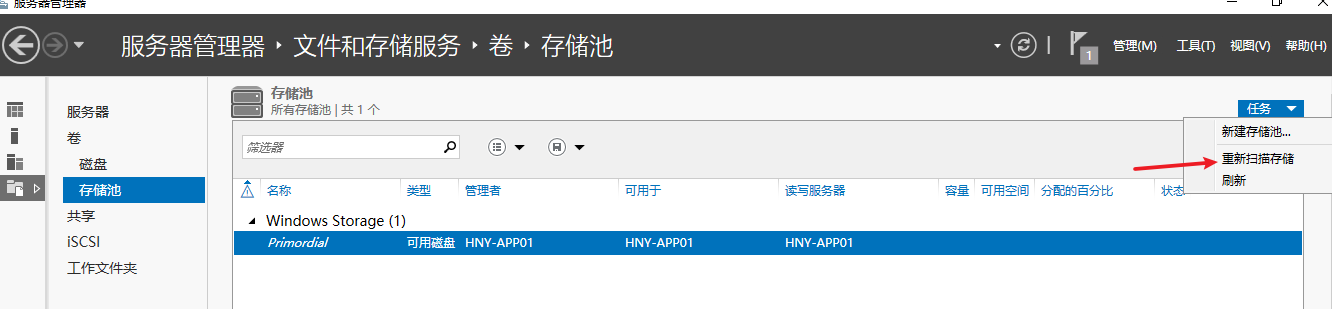 服务器管理器
服务器管理器 › 文件和存储服务 › 卷 › 存储池
1
管理(M) 工具(T) 视图(V) 帮助(H)
服务器
卷
磁盘
存储池
共享
iSCSI
工作文件夹
存储池
所有存储池 | 共 1 个
任务
新建存储池...
重新扫描存储
刷新
筛选器
名称 类型 管理者 可用于 读写服务器 容量 可用空间 分配的百分比 状态
Windows Storage (1)
Primordial 可用磁盘 HNY-APP01 HNY-APP01 HNY-APP01